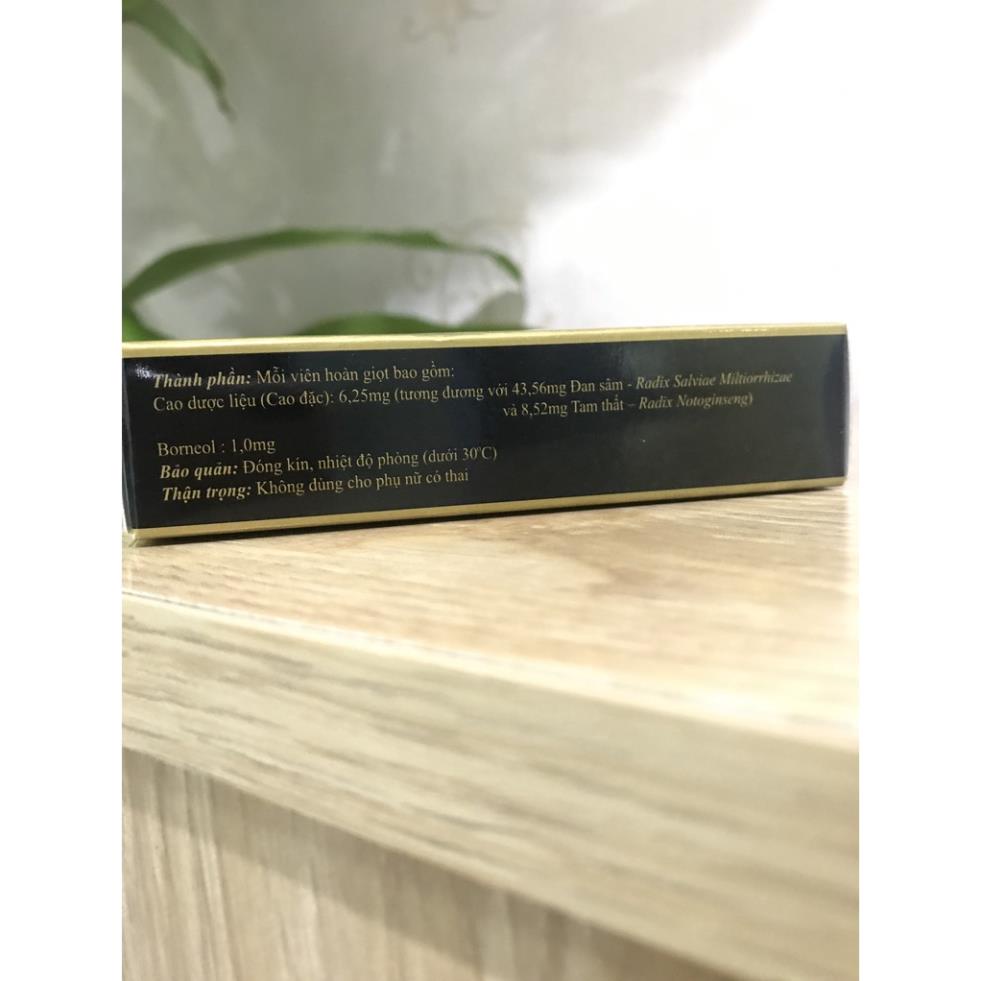 Thành phần: Mỗi viên hoàn giọt bao gồm:
Cao dược liệu (Cao đặc): 6,25mg (tương đương với 43,56mg Đan sâm - Radix Salviae Miltiorrhizae
và 8,52mg Tam thất – Radix Notoginseng)
Borneol : 1,0mg
Bảo quản: Đóng kín, nhiệt độ phòng (dưới 30°C)
Thận trọng: Không dùng cho phụ nữ có thai